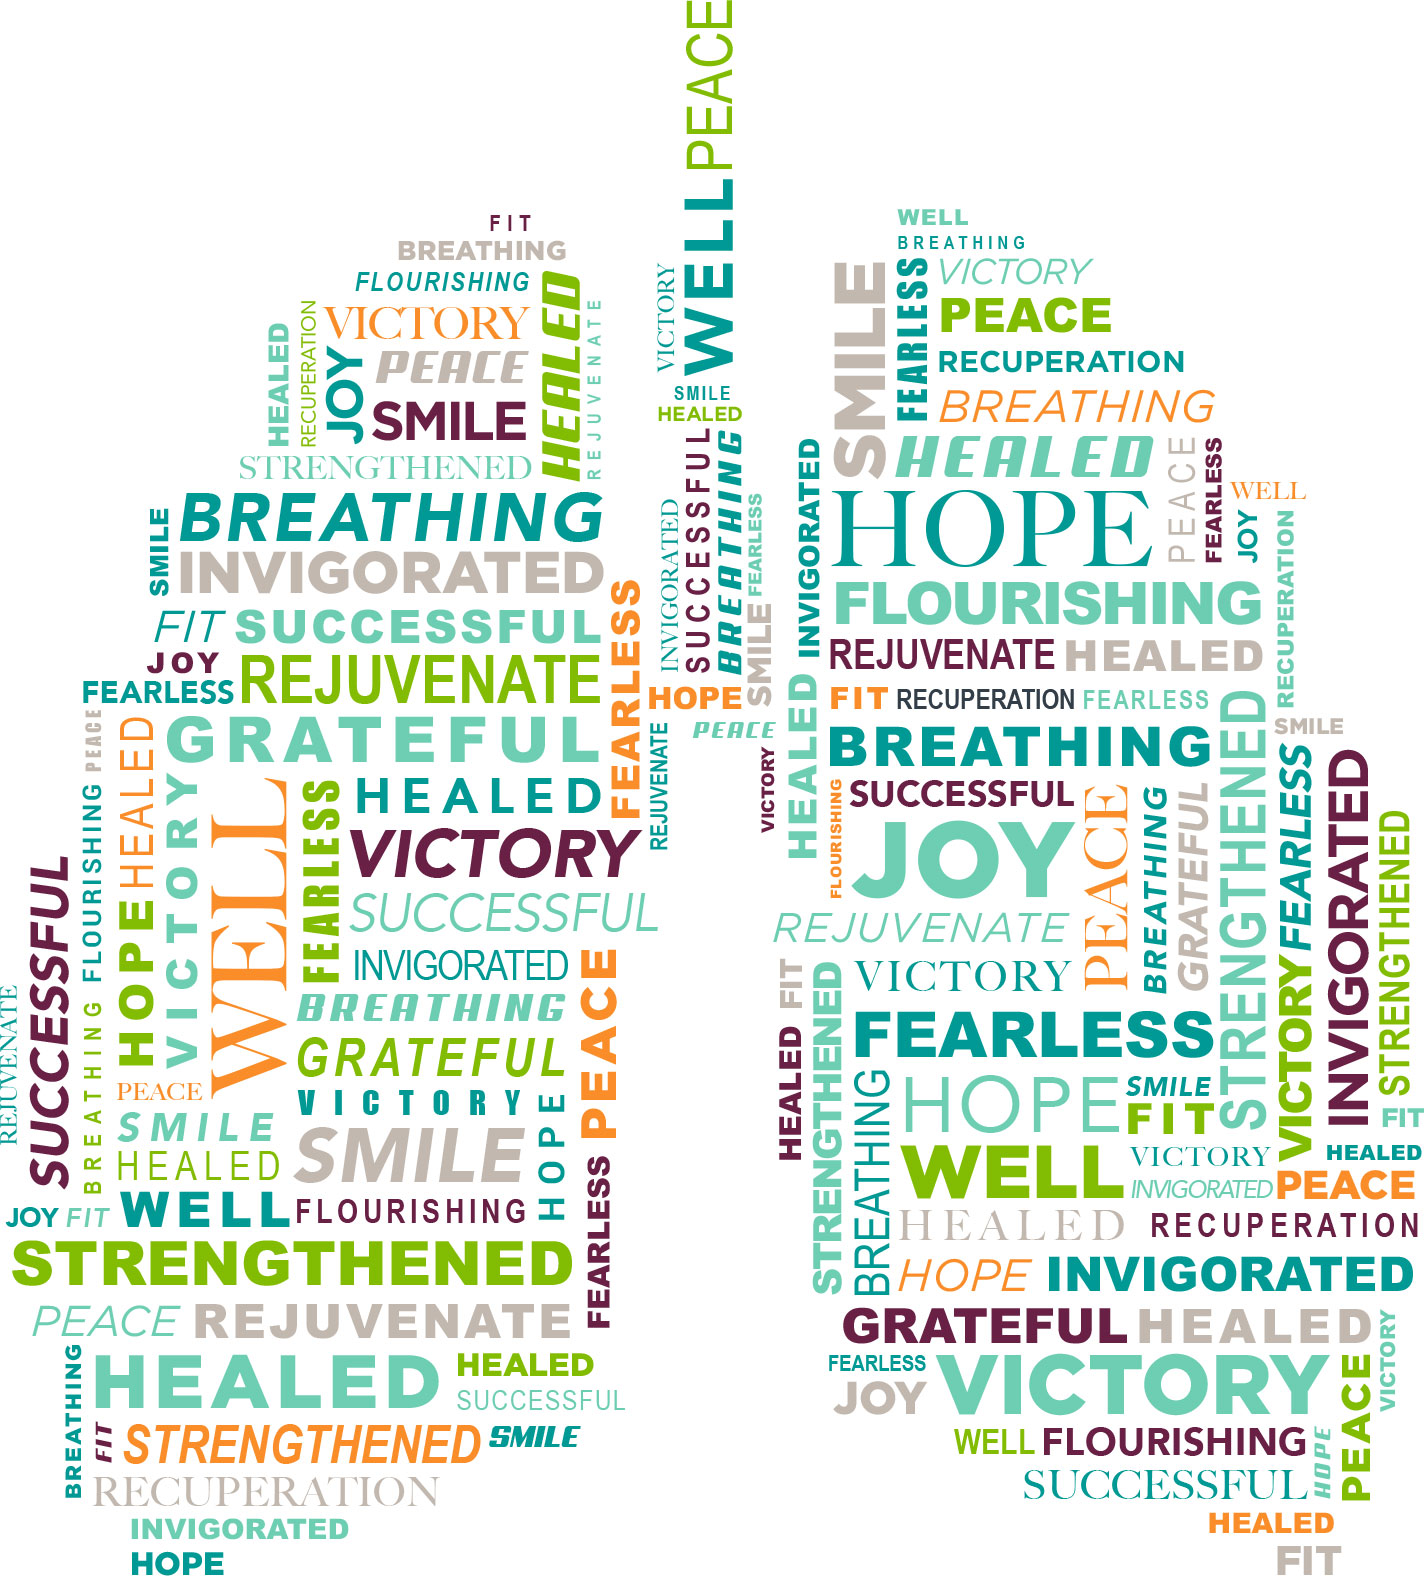 FIT
BREATHING
FLOURISHING
VICTORY
HEALED
REJUVENATE
HEALED
RECUPERATION
JOY
PEACE
SMILE
STRENGTHENED
SMILE
BREATHING
INVIGORATED
FIT
SUCCESSFUL
JOY
FEARLESS
REJUVENATE
FEARLESS
PEACE
HEALED
GRATEFUL
VICTORY
WELL
FEARLESS
HEALED
VICTORY
REJUVENATE
SUCCESSFUL
FLOURISHING
HOPE
SUCCESSFUL
INVIGORATED
BREATHING
PEACE
REJUVENATE
BREATHING
GRATEFUL
PEACE
VICTORY
HOPE
SMILE
HEALED
SMILE
FEARLESS
JOY
FIT
WELL
FLOURISHING
STRENGTHENED
PEACE
REJUVENATE
BREATHING
HEALED
HEALED
SUCCESSFUL
FIT
STRENGTHENED
SMILE
RECUPERATION
INVIGORATED
HOPE
PEACE
WELL
VICTORY
SMILE
HEALED
INVIGORATED
SUCCESSFUL
BREATHING
FEARLESS
SMILE
HOPE
PEACE
VICTORY
WELL
BREATHING
SMILE
FEARLESS
VICTORY
PEACE
RECUPERATION
BREATHING
INVIGORATED
HEALED
PEACE
FEARLESS
WELL
JOY
RECUPERATION
HOPE
FLOURISHING
REJUVENATE
HEALED
HEALED
FIT
RECUPERATION
FEARLESS
STRENGTHENED
SMILE
BREATHING
FLOURISHING
SUCCESSFUL
JOY
PEACE
BREATHING
GRATEFUL
FEARLESS
INVIGORATED
STRENGTHENED
REJUVENATE
VICTORY
FIT
HEALED
STRENGTHENED
FEARLESS
VICTORY
BREATHING
HOPE
SMILE
FIT
FIT
WELL
VICTORY
HEALED
INVIGORATED
PEACE
HEALED
RECUPERATION
HOPE
INVIGORATED
GRATEFUL
HEALED
VICTORY
FEARLESS
JOY
VICTORY
PEACE
WELL
FLOURISHING
HOPE
SUCCESSFUL
HEALED
FIT